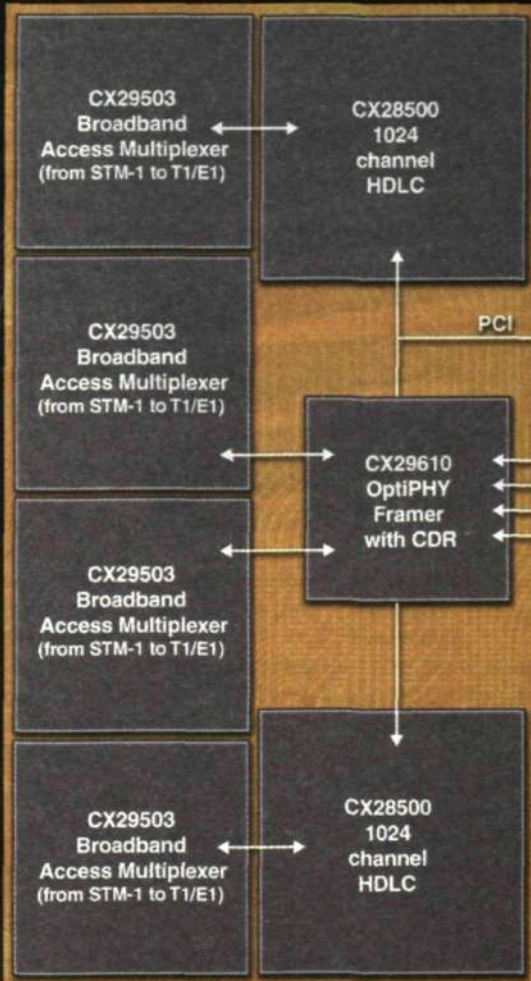 CX29503
Broadband
Access Multiplexer
(from STM-1 to T1/E1)
CX28500
1024
channel
HDLC
CX29503
Broadband
Access Multiplexer
(from STM-1 to T1/E1)
PCI
CX29610
OptiPHY
Framer
with CDR
CX29503
Broadband
Access Multiplexer
(from STM-1 to T1/E1)
CX29503
Broadband
Access Multiplexer
(from STM-1 to T1/E1)
CX28500
1024
channel
HDLC